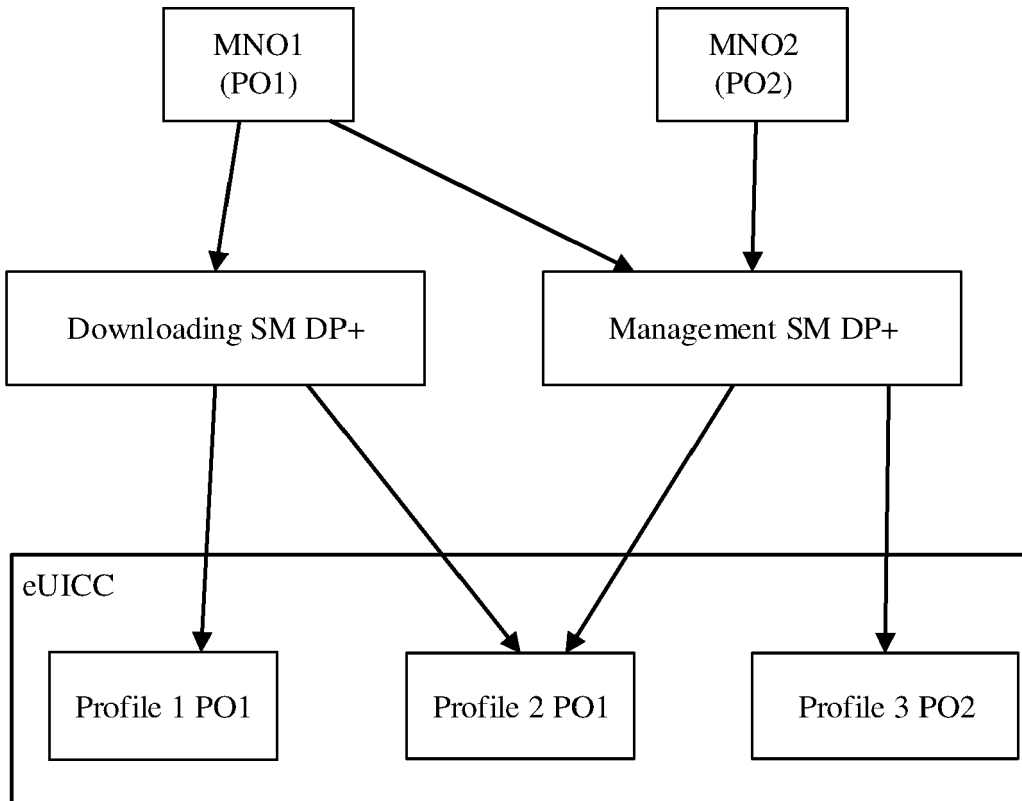 MNO1
(PO1)
MNO2
(PO2)
Downloading SM DP+
Management SM DP+
eUICC
Profile 1 PO1
Profile 2 PO1
Profile 3 PO2